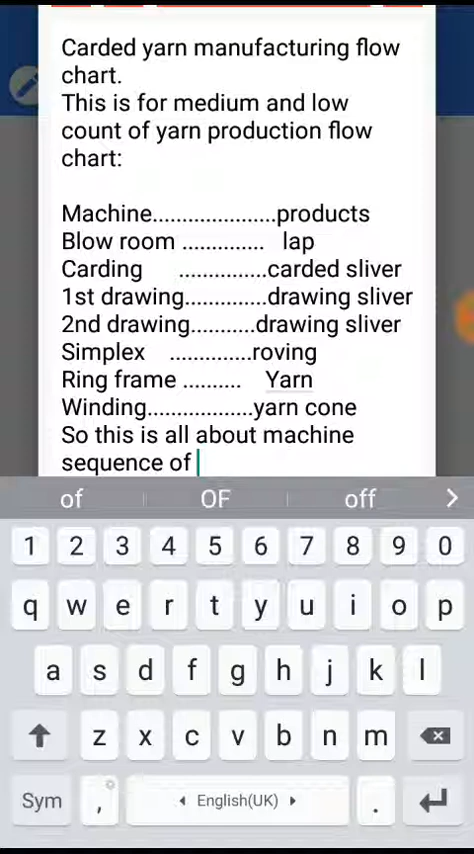 Carded yarn manufacturing flow
chart.
This is for medium and low
count of yarn production flow
chart:
Machine.....................products
Blow room .............. lap
Carding ...............carded sliver
1st drawing..............drawing sliver
2nd drawing...........drawing sliver
Simplex ..............roving
Ring frame .......... Yarn
Winding..................yarn cone
So this is all about machine
sequence of
of OF off >
1 2 3 4 5 6 7 8 9 0
q w e r t y u i o p
a s d f g h j k l
z x c v b n m
Sym , English(UK) .